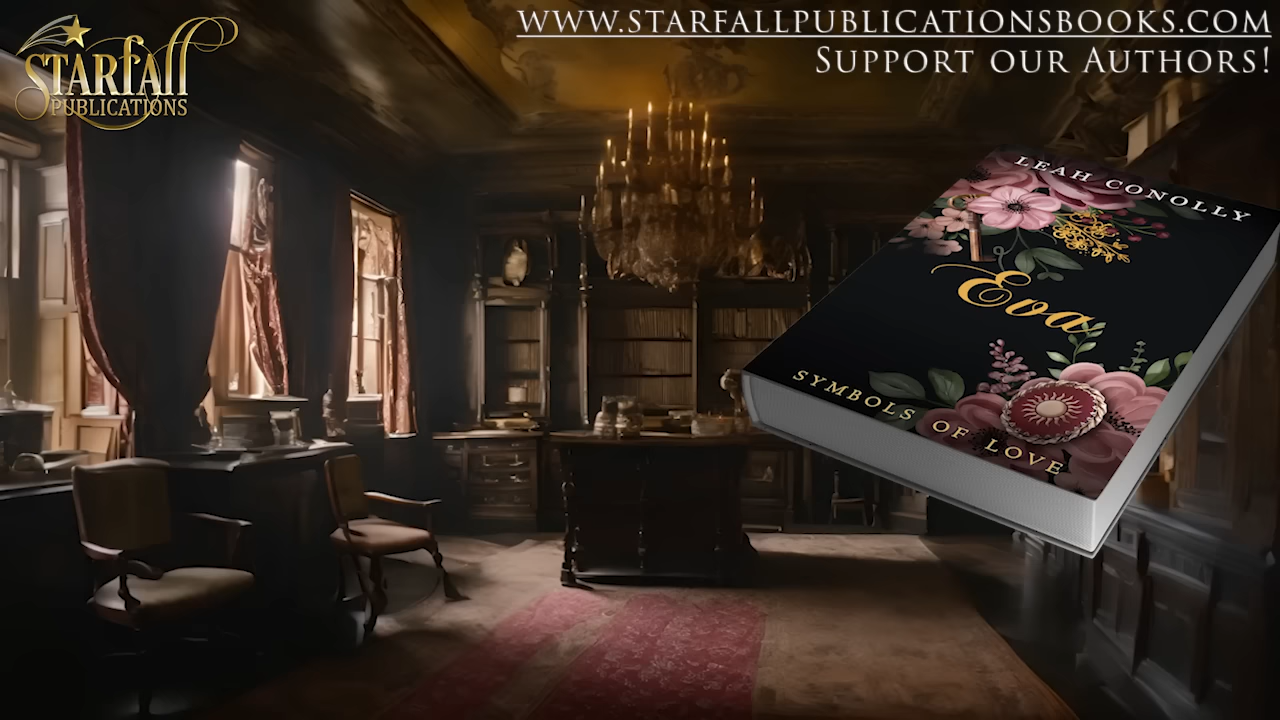 STARfall
PUBLICATIONS
WWW.STARFALLPUBLICATIONSBOOKS.COM
SUPPORT OUR AUTHORS!
LEAH CONOLLY
Eva
SYMBOLS OF LOVE